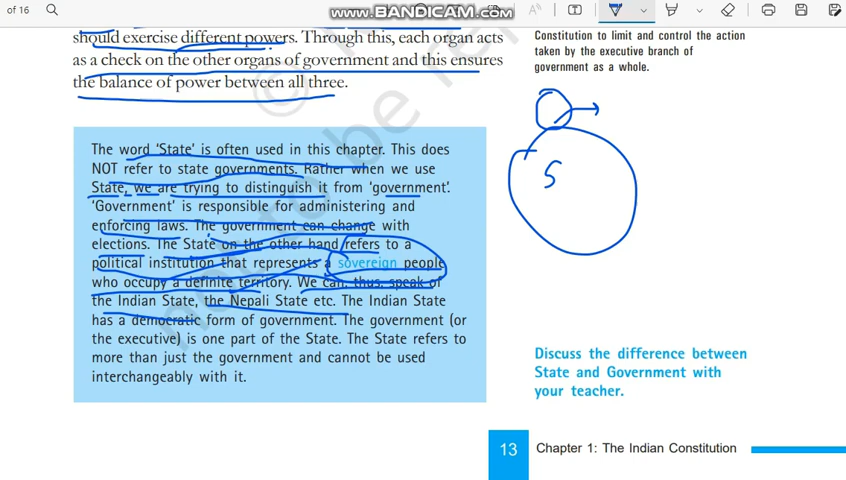 of 16
WWW.BANDICAM.COM
should exercise different powers. Through this, each organ acts
as a check on the other organs of government and this ensures
the balance of power between all three.
Constitution to limit and control the action
taken by the executive branch of
government as a whole.
S
The word 'State' is often used in this chapter. This does
NOT refer to state governments. Rather when we use
State, we are trying to distinguish it from 'government'.
'Government' is responsible for administering and
enforcing laws. The government can change with
elections. The State on the other hand refers to a
political institution that represents a sovereign people
who occupy a definite territory. We can, thus, speak of
the Indian State, the Nepali State etc. The Indian State
has a democratic form of government. The government (or
the executive) is one part of the State. The State refers to
more than just the government and cannot be used
interchangeably with it.
Discuss the difference between
State and Government with
your teacher.
13 Chapter 1: The Indian Constitution